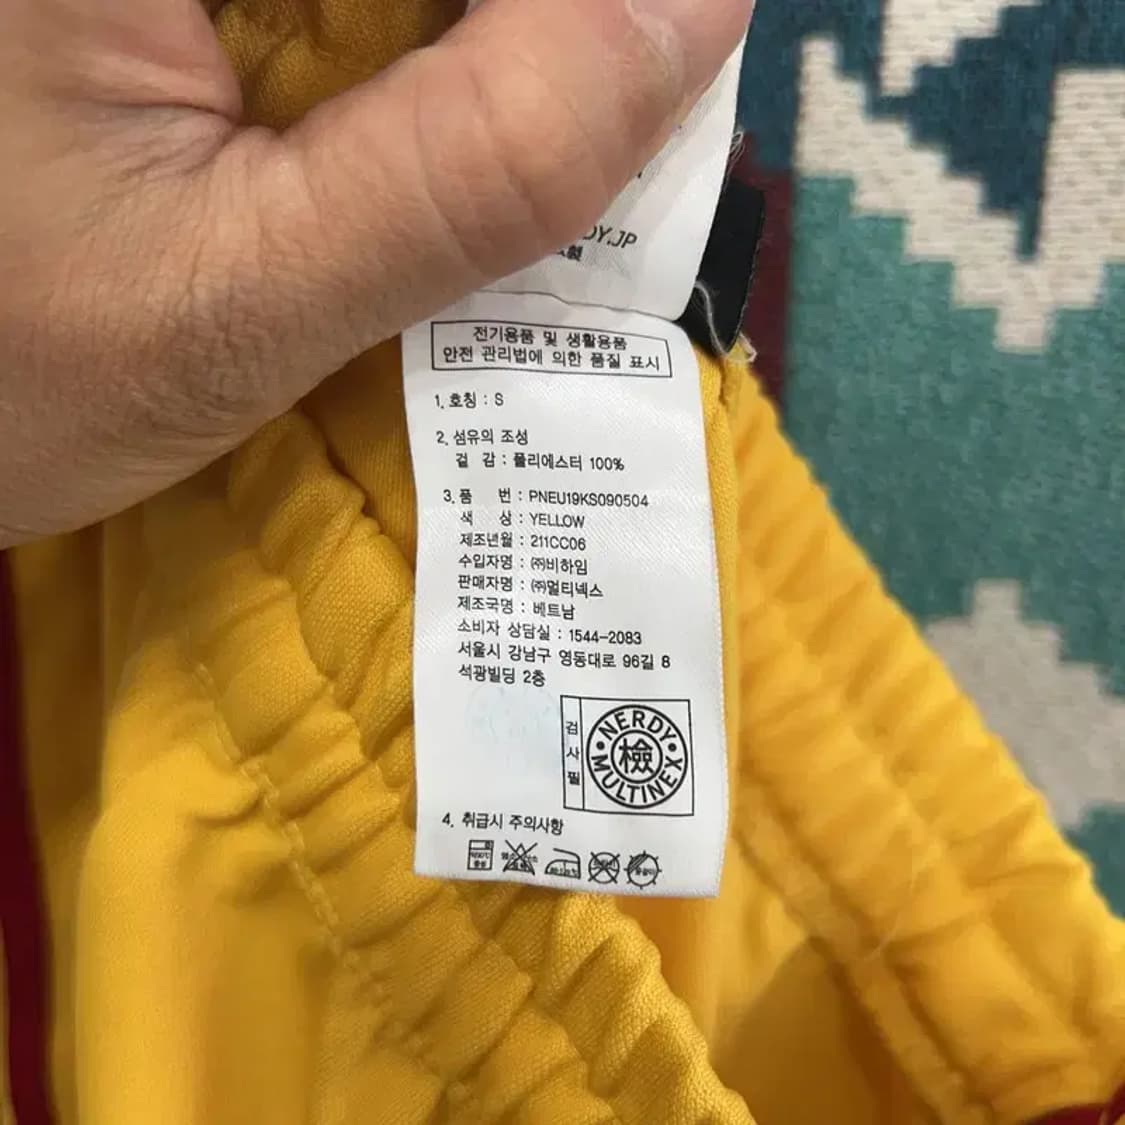 DY.JP
製
전기용품 및 생활용품
안전 관리법에 의한 품질 표시
1. 호칭 : S
2. 섬유의 조성
겉 감 : 폴리에스터 100%
3. 품 번 : PNEU19KS090504
색 상 : YELLOW
제조년월 : 211CC06
수입자명 : ㈜비하임
판매자명 : ㈜멀티넥스
제조국명 : 베트남
소비자 상담실 : 1544-2083
서울시 강남구 영동대로 96길 8
석광빌딩 2층
검사필
NERDY
檢
MULTINEX
4. 취급시 주의사항